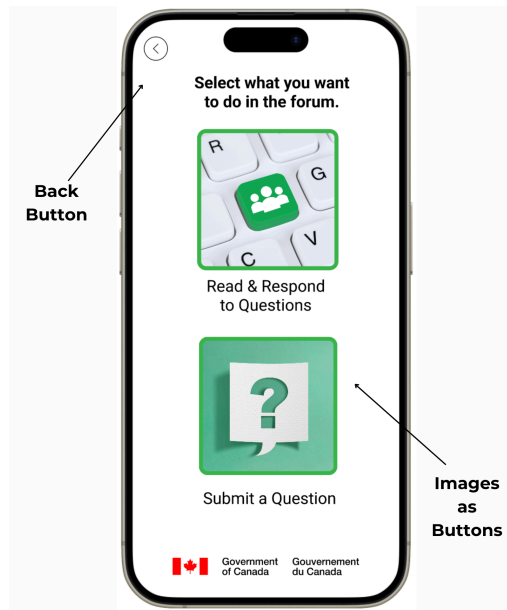 Select what you want
to do in the forum.
R
G
C
V
Read & Respond
to Questions
?
Submit a Question
Government
of Canada
Gouvernement
du Canada
Back
Button
Images
as
Buttons